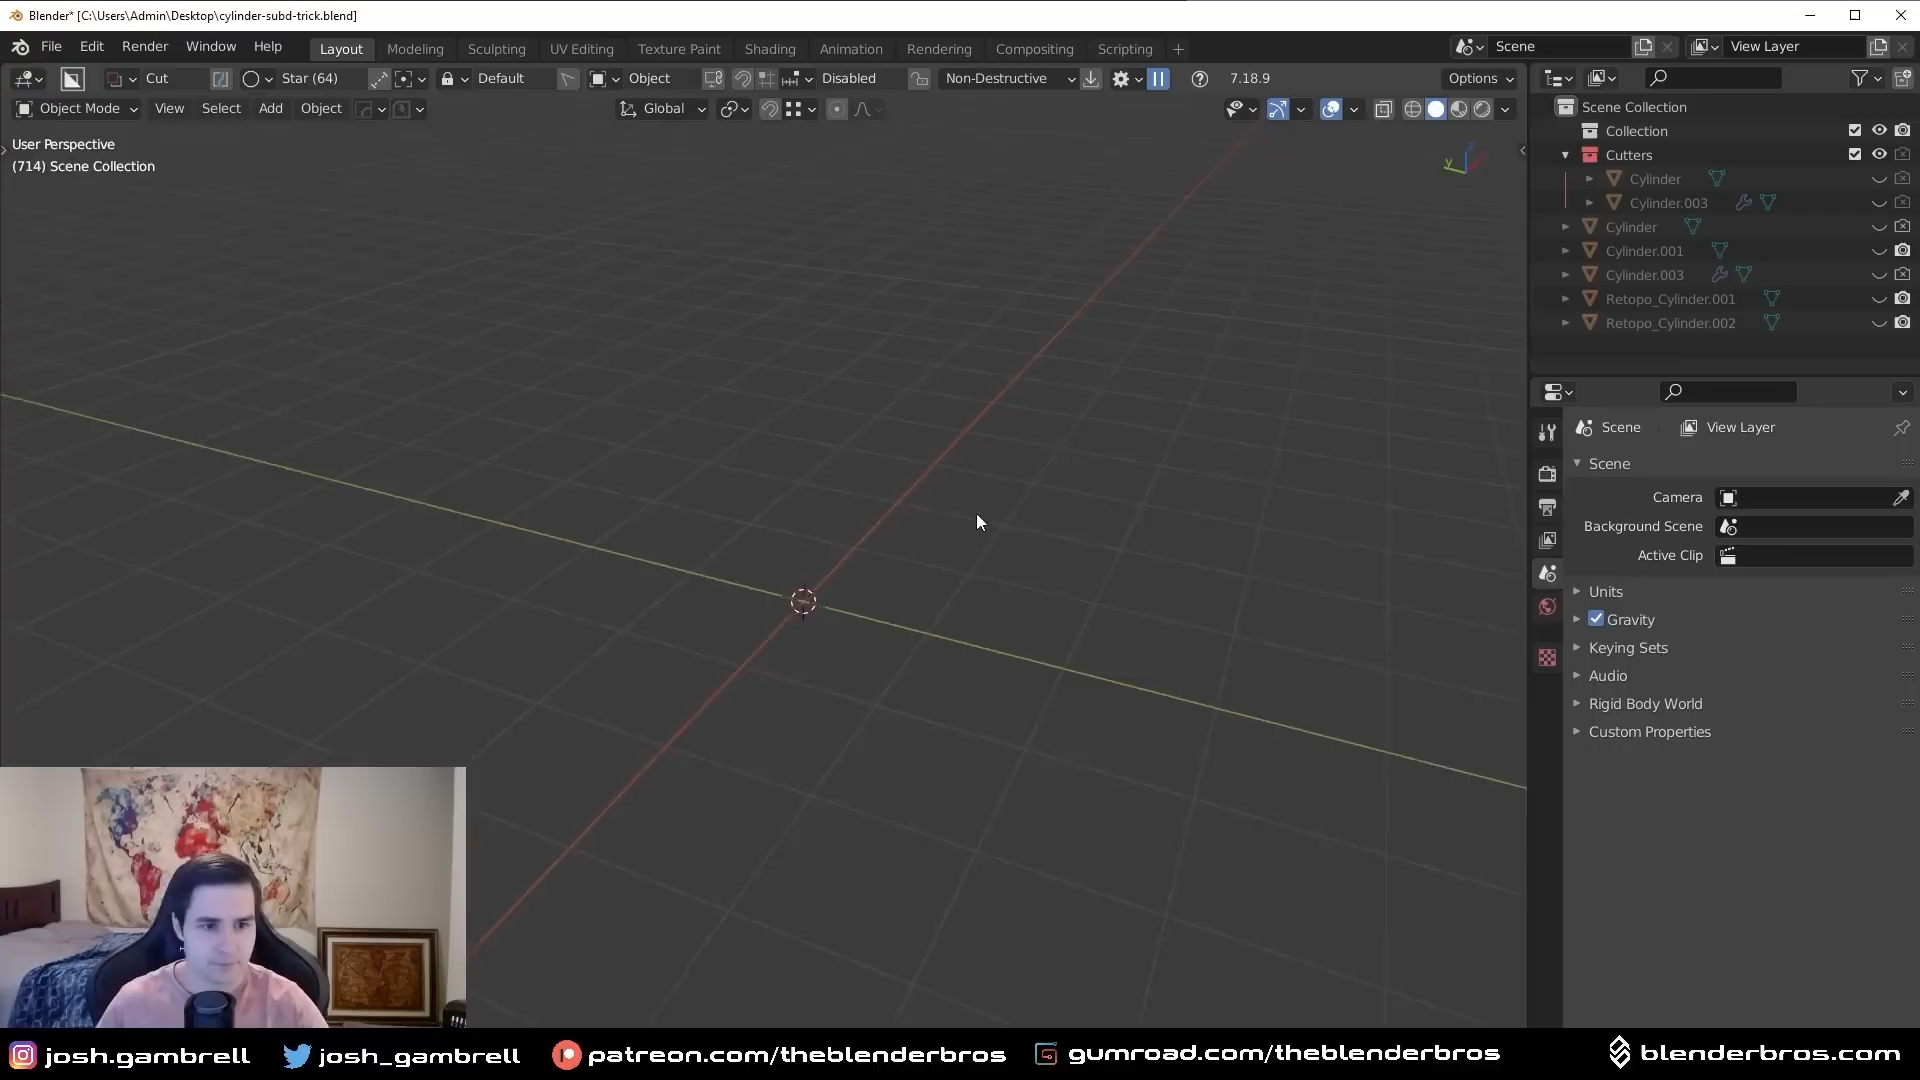 Blender* [C:\Users\Admin\Desktop\cylinder-subd-trick.blend]
File Edit Render Window Help
Layout Modeling Sculpting UV Editing Texture Paint Shading Animation Rendering Compositing Scripting
Scene
View Layer
Cut
Star (64)
Default
Object
Disabled
Non-Destructive
7.18.9
Options
Object Mode View Select Add Object
Global
User Perspective
(714) Scene Collection
Y
Z
Scene Collection
Collection
Cutters
Cylinder
Cylinder.003
Cylinder
Cylinder.001
Cylinder.003
Retopo_Cylinder.001
Retopo_Cylinder.002
Scene View Layer
Scene
Camera
Background Scene
Active Clip
Units
Gravity
Keying Sets
Audio
Rigid Body World
Custom Properties
josh.gambrell josh_gambrell patreon.com/theblenderbros gumroad.com/theblenderbros blenderbros.com